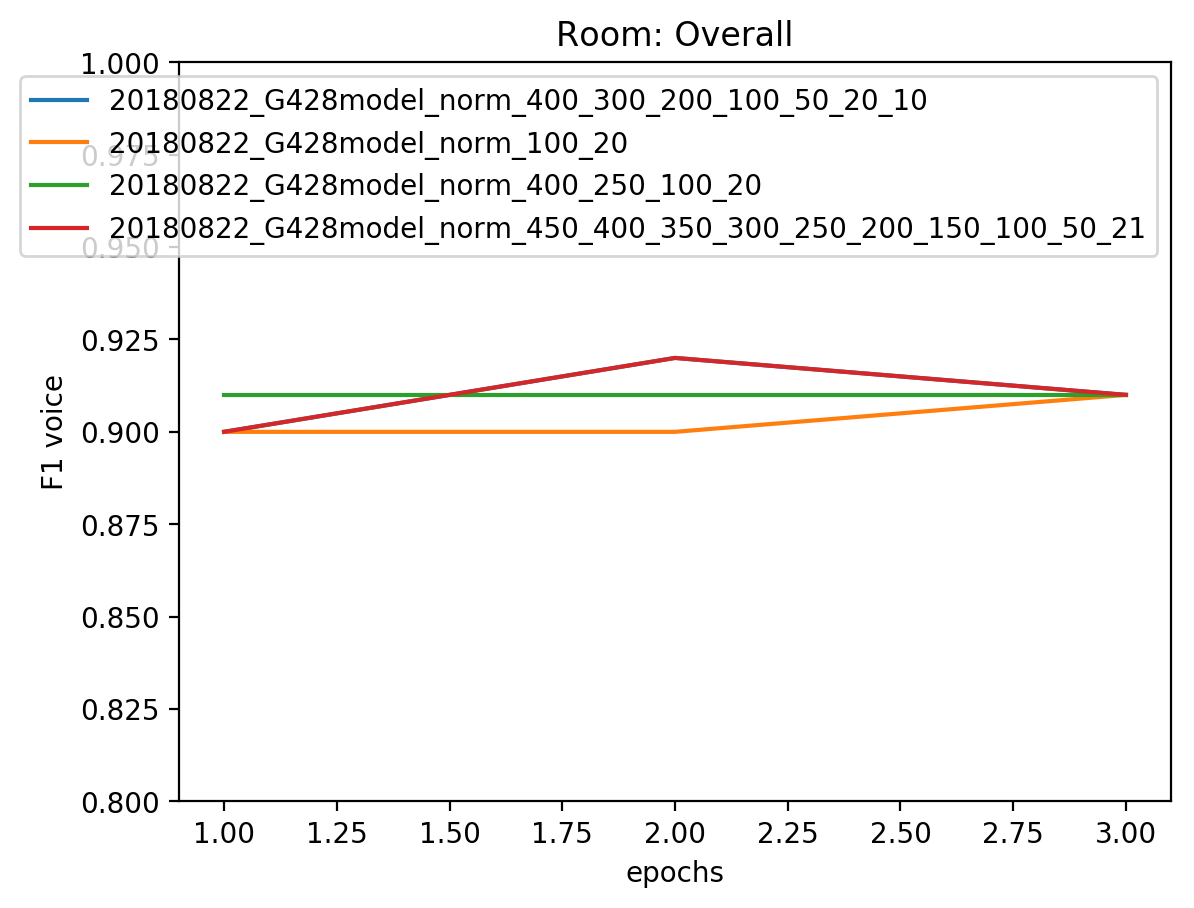 Room: Overall
1.000
0.975
0.950
0.925
0.900
0.875
0.850
0.825
0.800
F1 voice
20180822_G428model_norm_400_300_200_100_50_20_10
20180822_G428model_norm_100_20
20180822_G428model_norm_400_250_100_20
20180822_G428model_norm_450_400_350_300_250_200_150_100_50_21
1.00 1.25 1.50 1.75 2.00 2.25 2.50 2.75 3.00
epochs